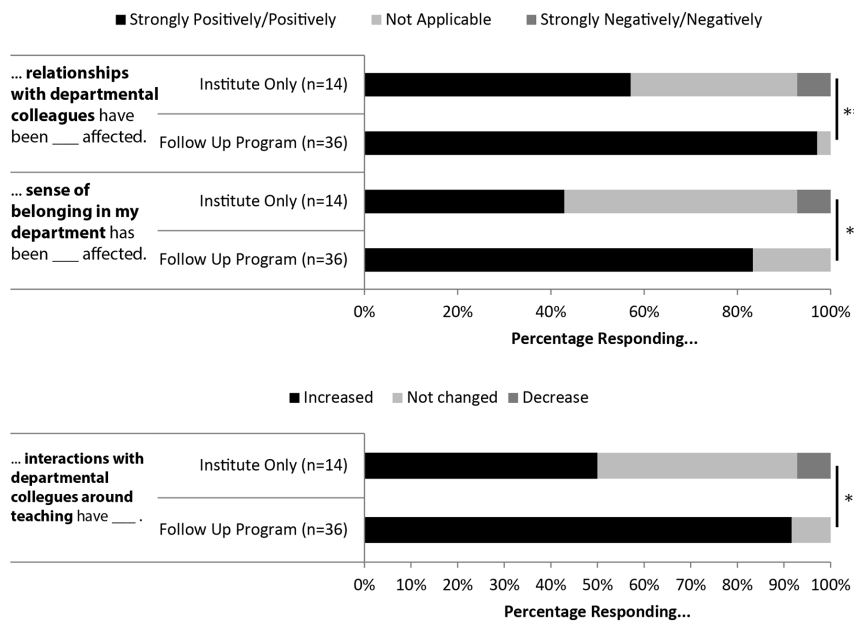 Strongly Positively/Positively Not Applicable Strongly Negatively/Negatively
... relationships
with departmental
colleagues have
been ___ affected.
Institute Only (n=14)
Follow Up Program (n=36)
**
... sense of
belonging in my
department has
been ___ affected.
Institute Only (n=14)
Follow Up Program (n=36)
*
0% 20% 40% 60% 80% 100%
Percentage Responding...
Increased Not changed Decrease
... interactions with
departmental
collegues around
teaching have ___ .
Institute Only (n=14)
Follow Up Program (n=36)
*
0% 10% 20% 30% 40% 50% 60% 70% 80% 90% 100%
Percentage Responding...